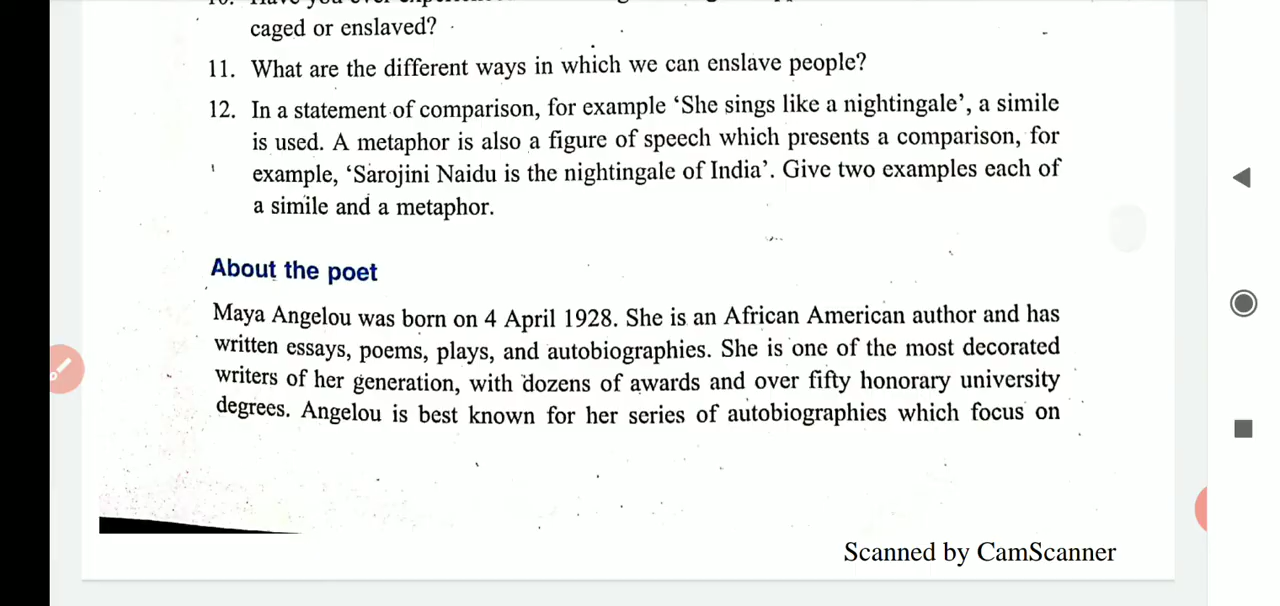 caged or enslaved?
11. What are the different ways in which we can enslave people?
12. In a statement of comparison, for example ‘She sings like a nightingale’, a simile
is used. A metaphor is also a figure of speech which presents a comparison, for
example, ‘Sarojini Naidu is the nightingale of India’. Give two examples each of
a simile and a metaphor.
About the poet
Maya Angelou was born on 4 April 1928. She is an African American author and has
written essays, poems, plays, and autobiographies. She is one of the most decorated
writers of her generation, with dozens of awards and over fifty honorary university
degrees. Angelou is best known for her series of autobiographies which focus on
Scanned by CamScanner